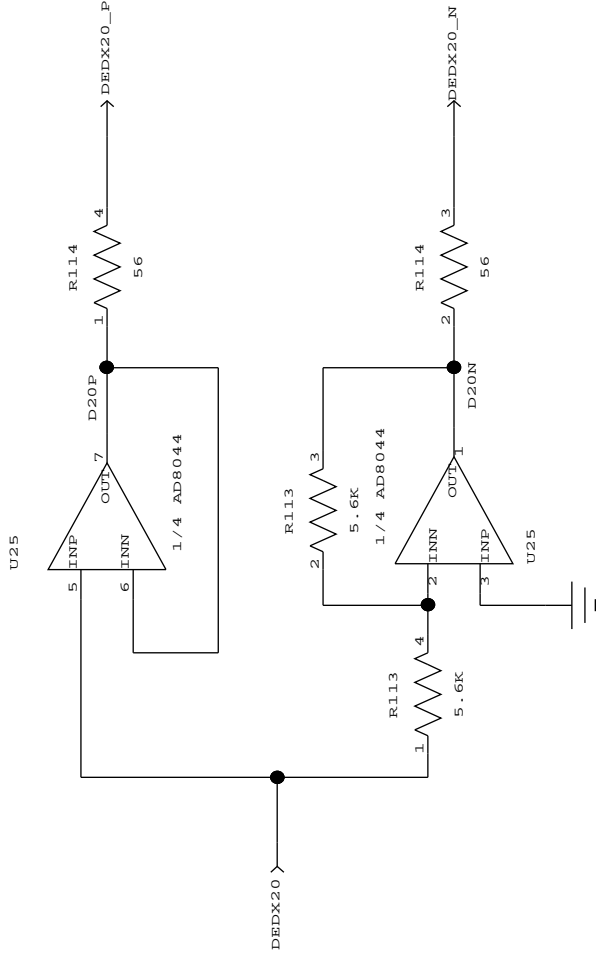 DEDX20_P
DEDX20_N
4
R114
56
1
3
R114
56
2
D20P
D20N
7
OUT
1/4 AD8044
U25
INP
INN
5
6
3
R113
5.6K
2
1/4 AD8044
1
OUT
INN
INP
U25
2
3
4
R113
5.6K
1
DEDX20